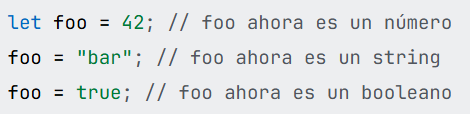 let foo = 42; // foo ahora es un número
foo = "bar"; // foo ahora es un string
foo = true; // foo ahora es un booleano